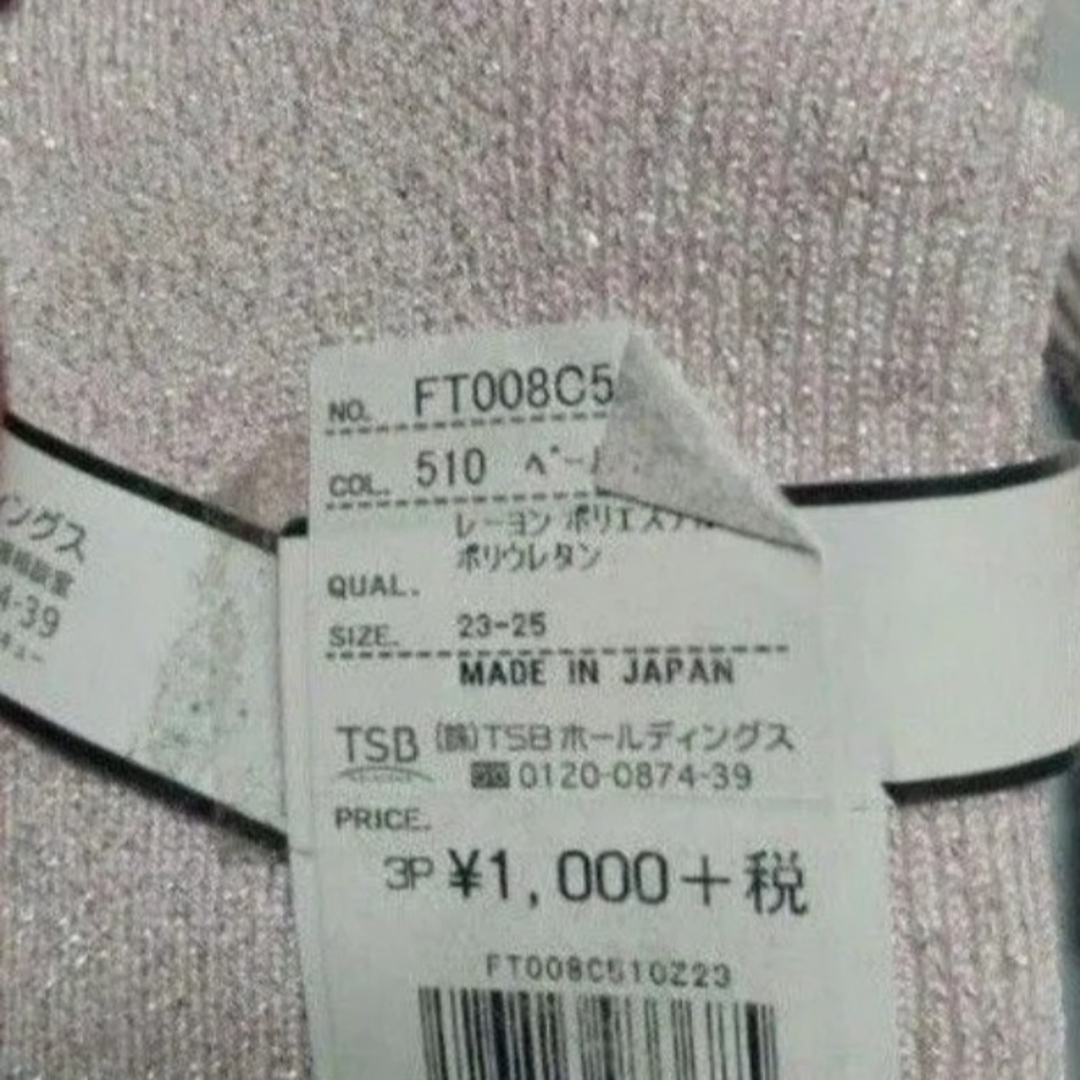 NO. FT008C5
COL. 510 ペー
レーヨン ポリエステル
ポリウレタン
QUAL.
SIZE. 23-25
MADE IN JAPAN
TSB (株)TSBホールディングス
0120-0874-39
PRICE.
3P ¥1,000+税
FT008C510Z23
ングス
4-39